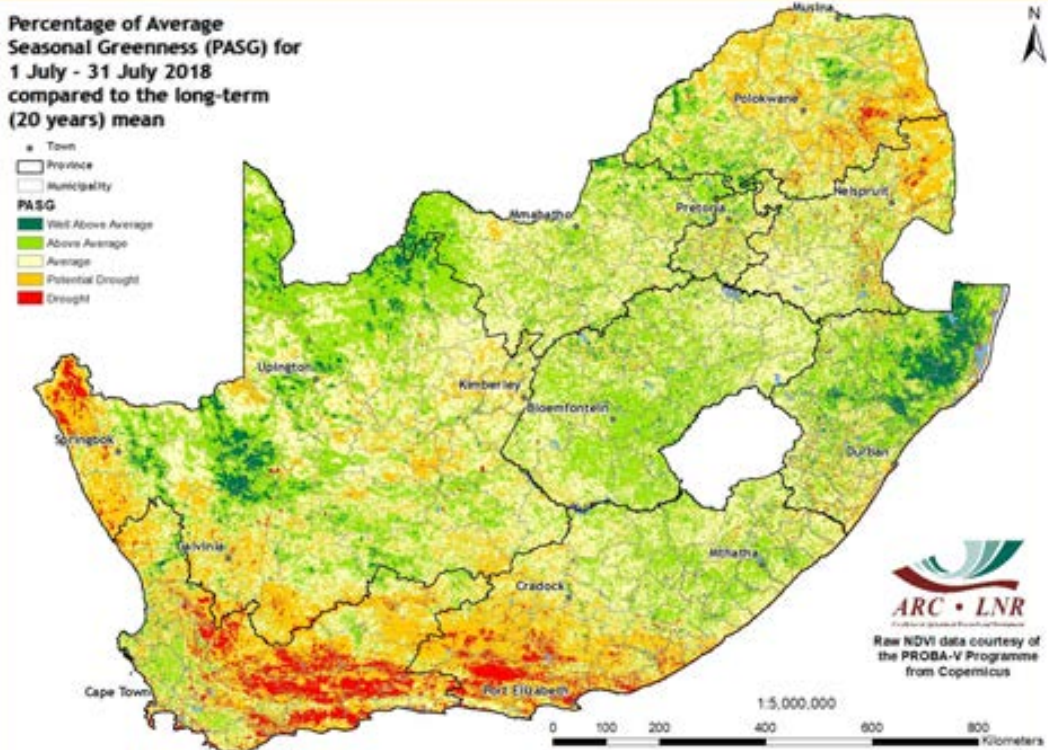 Percentage of Average
Seasonal Greenness (PASG) for
1 July - 31 July 2018
compared to the long-term
(20 years) mean
Town
Province
Municipality
PASG
Well Above Average
Above Average
Average
Potential Drought
Drought
N
Musina
Polokwane
Nelspruit
Pretoria
Mmabatho
Upington
Kimberley
Bloemfontein
Springbok
Durban
Calvinia
Mthatha
Cradock
Cape Town
Port Elizabeth
ARC • LNR
Raw NDVI data courtesy of
the PROBA-V Programme
from Copernicus
1:5,000,000
0 200 400 600 800
Kilometers